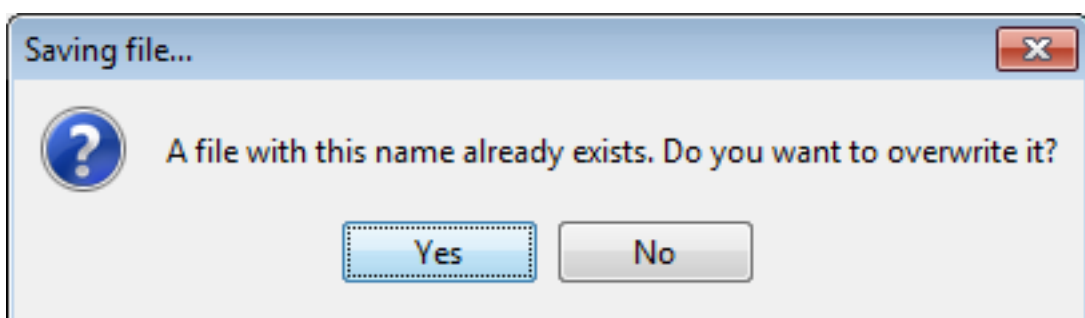 Saving file...
A file with this name already exists. Do you want to overwrite it?
Yes No